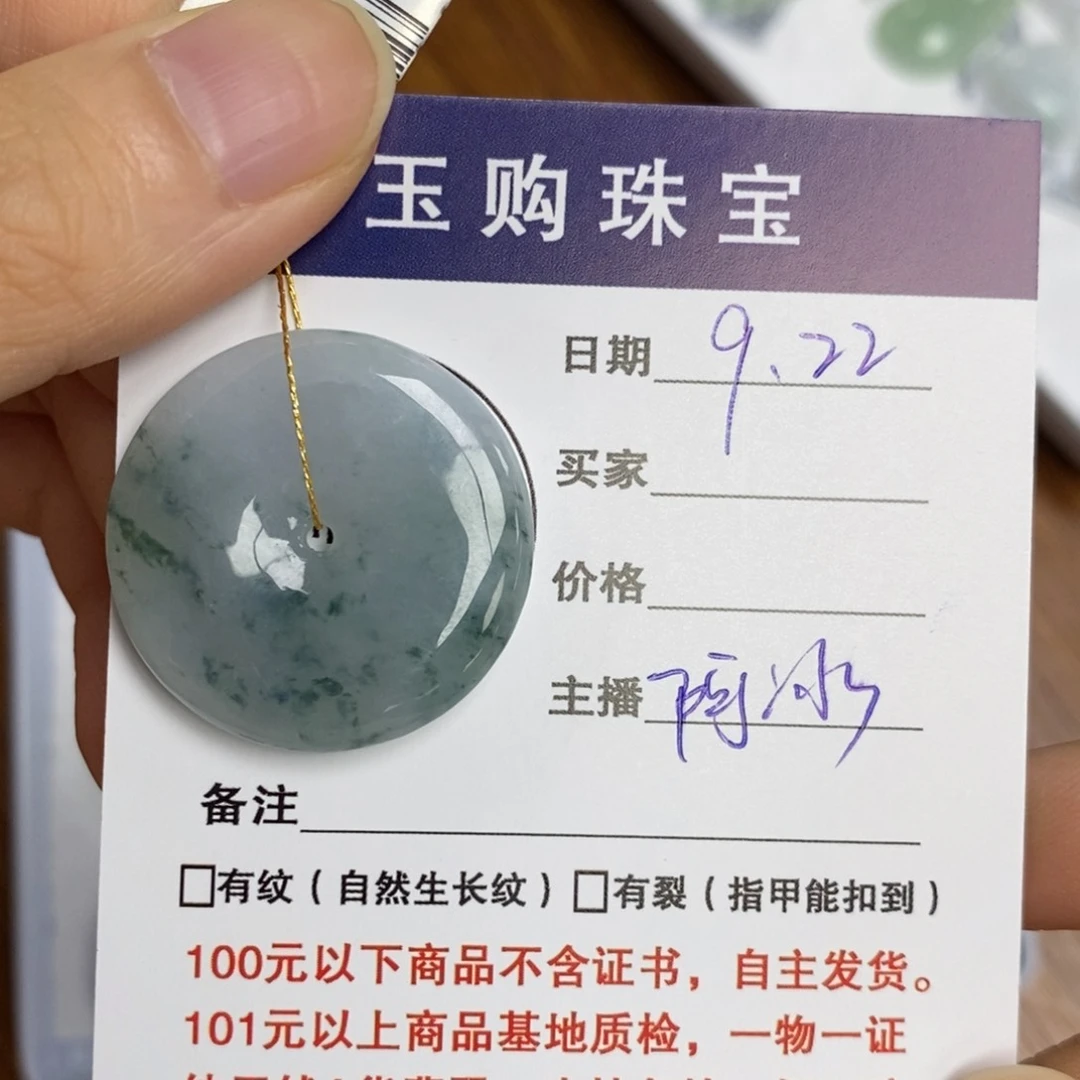 玉购珠宝
日期 9.22
买家
价格
主播 陶冰
备注
□有纹(自然生长纹) □有裂(指甲能扣到)
100元以下商品不含证书，自主发货。
101元以上商品基地质检，一物一证